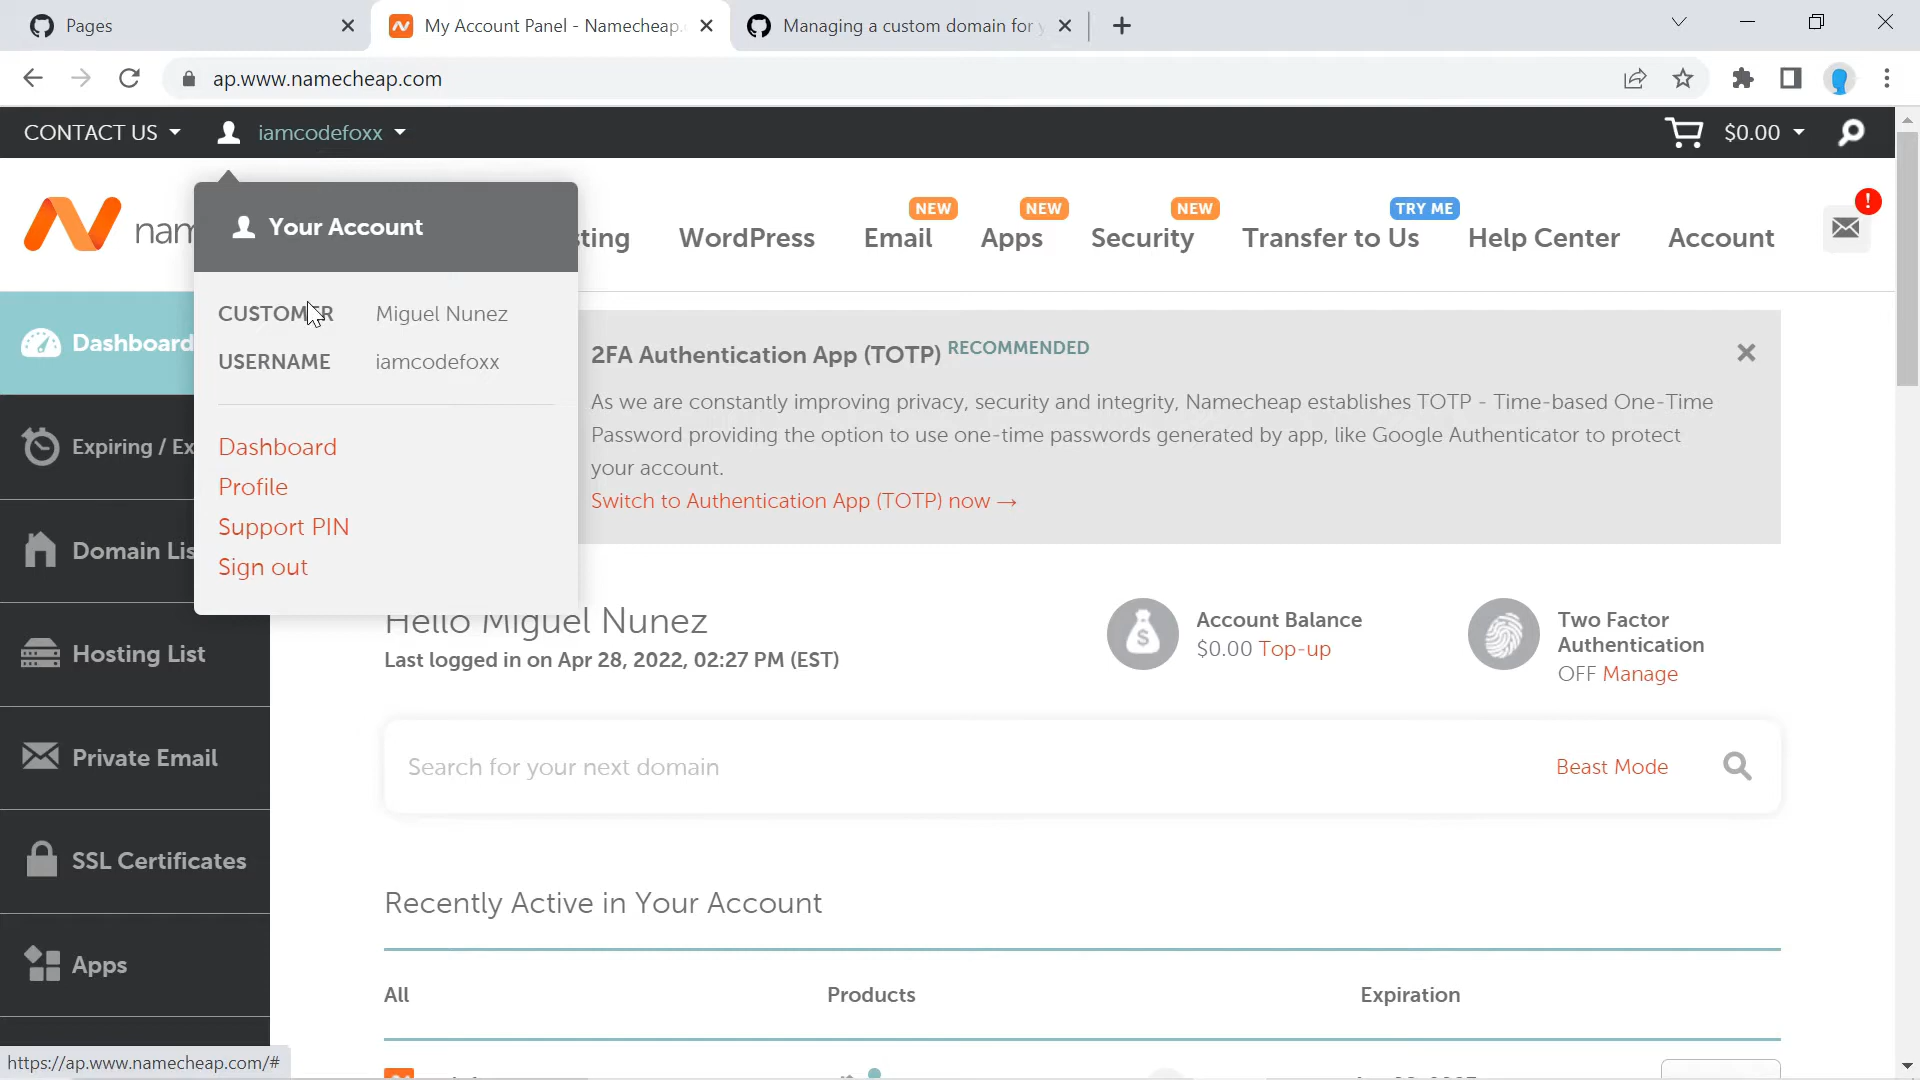 Pages
My Account Panel - Namecheap.
Managing a custom domain for
ap.www.namecheap.com
CONTACT US
iamcodefoxx
$0.00
Your Account
CUSTOMER Miguel Nunez
USERNAME iamcodefoxx
Dashboard
Profile
Support PIN
Sign out
WordPress
NEW
Email
NEW
Apps
NEW
Security
TRY ME
Transfer to Us
Help Center
Account
!
Dashboard
Expiring / Ex
Domain Lis
Hosting List
Private Email
SSL Certificates
Apps
2FA Authentication App (TOTP) RECOMMENDED
As we are constantly improving privacy, security and integrity, Namecheap establishes TOTP - Time-based One-Time
Password providing the option to use one-time passwords generated by app, like Google Authenticator to protect
your account.
Switch to Authentication App (TOTP) now →
Hello Miguel Nunez
Last logged in on Apr 28, 2022, 02:27 PM (EST)
Account Balance
$0.00 Top-up
Two Factor
Authentication
OFF Manage
Search for your next domain
Beast Mode
Recently Active in Your Account
All Products Expiration
https://ap.www.namecheap.com/#